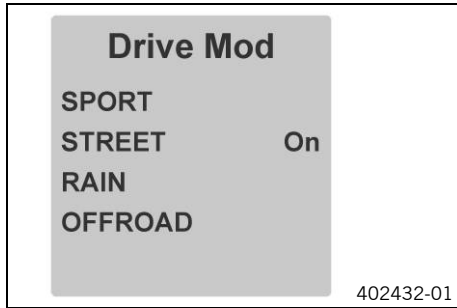 Drive Mod
SPORT
STREET On
RAIN
OFFROAD
402432-01